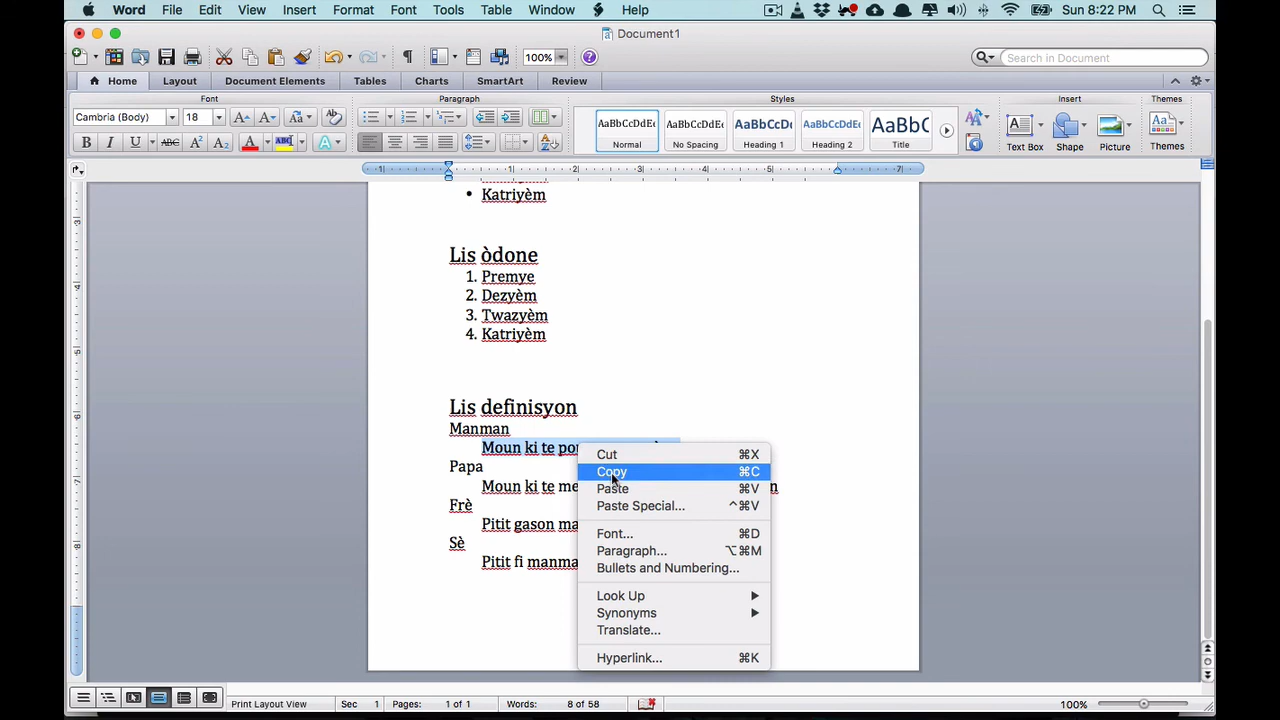 Word File Edit View Insert Format Font Tools Table Window Help Sun 8:22 PM
Document1
100% Search in Document
Home Layout Document Elements Tables Charts SmartArt Review
Font Paragraph Styles Insert Themes
Cambria (Body) 18
AaBbCcDdEe AaBbCcDdEe AaBbCcDdE AaBbCcDdEe AaBbC
Normal No Spacing Heading 1 Heading 2 Title Text Box Shape Picture Themes
• Katriyèm
Lis òdone
1. Premye
2. Dezyèm
3. Twazyèm
4. Katriyèm
Lis definisyon
Manman
Moun ki te
Papa
Moun ki te
Frè
Pitit gason
Sè
Pitit fi
Cut ⌘X
Copy ⌘C
Paste ⌘V
Paste Special... ^⌘V
Font... ⌘D
Paragraph... ⌥⌘M
Bullets and Numbering...
Look Up
Synonyms
Translate...
Hyperlink... ⌘K
Print Layout View Sec 1 Pages: 1 of 1 Words: 8 of 58 100%